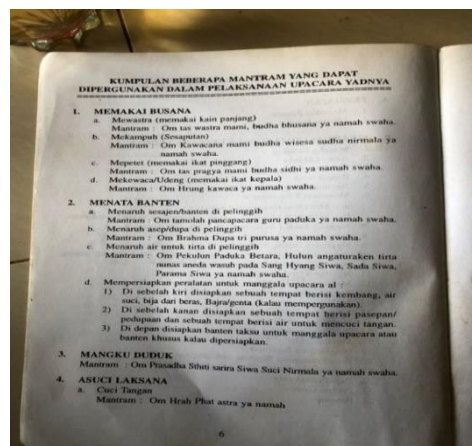 KUMPULAN BEBERAPA MANTRAM YANG DAPAT
DIPERGUNAKAN DALAM PELAKSANAAN UPACARA YADNYA
1. MEMAKAI BUSANA
a. Mewastra (memakai kain panjang)
Mantram : Om tas wastra mami, budha bhusana ya namah swaha.
b. Mekampuh (Sesaputan)
Mantram : Om Kawacana mami budha wisesa sudha nirmala ya
namah swaha.
c. Mepetet (memakai ikat pinggang)
Mantram : Om tas pragya mami budha sidhi ya namah swaha.
d. Mekewaca/Udeng (memakai ikat kepala)
Mantram : Om Hrung kawaca ya namah swaha.
2. MENATA BANTEN
a. Menaruh sesajen/banten di pelinggih
Mantram : Om tamolah pancapacara guru paduka ya namah swaha.
b. Menaruh asep/dupa di pelinggih
Mantram : Om Brahma Dupa tri purusa ya namah swaha.
c. Menaruh air untuk tirta di pelinggih
Mantram : Om Pekulun Paduka Betara, Hulun angaturaken tirta
nunas aneda wasuh pada Sang Hyang Siwa, Sada Siwa,
Parama Siwa ya namah swaha.
d. Mempersiapkan peralatan untuk manggala upacara al :
1) Di sebelah kiri disiapkan sebuah tempat berisi kembang, air
suci, bija dari beras, Bajra/genta (kalau mempergunakan).
2) Di sebelah kanan disiapkan sebuah tempat berisi pasepan/
pedupaan dan sebuah tempat berisi air untuk mencuci tangan.
3) Di depan disiapkan banten taksu untuk manggala upacara atau
banten khusus kalau dipersiapkan.
3. MANGKU DUDUK
Mantram : Om Prasadha Sthiti sarira Siwa Suci Nirmala ya namah swaha.
4. ASUCI LAKSANA
a. Cuci Tangan
Mantram : Om Hrah Phat astra ya namah
6